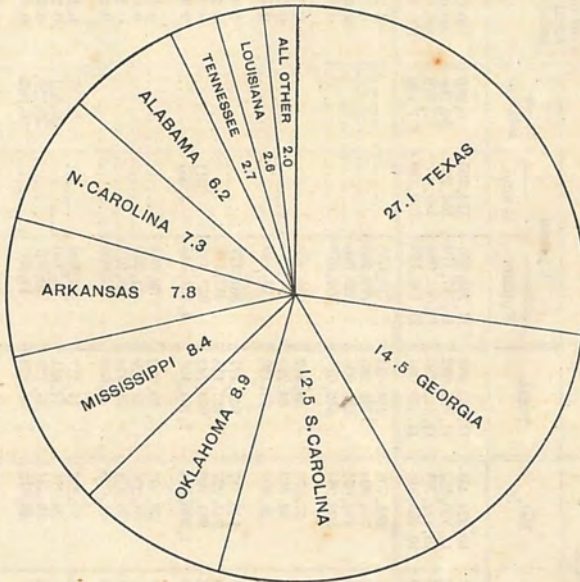 27.1 TEXAS
14.5 GEORGIA
12.5 S. CAROLINA
OKLAHOMA 8.9
MISSISSIPPI 8.4
ARKANSAS 7.8
N. CAROLINA 7.3
ALABAMA 6.2
TENNESSEE 2.7
LOUISIANA 2.6
ALL OTHER 2.0